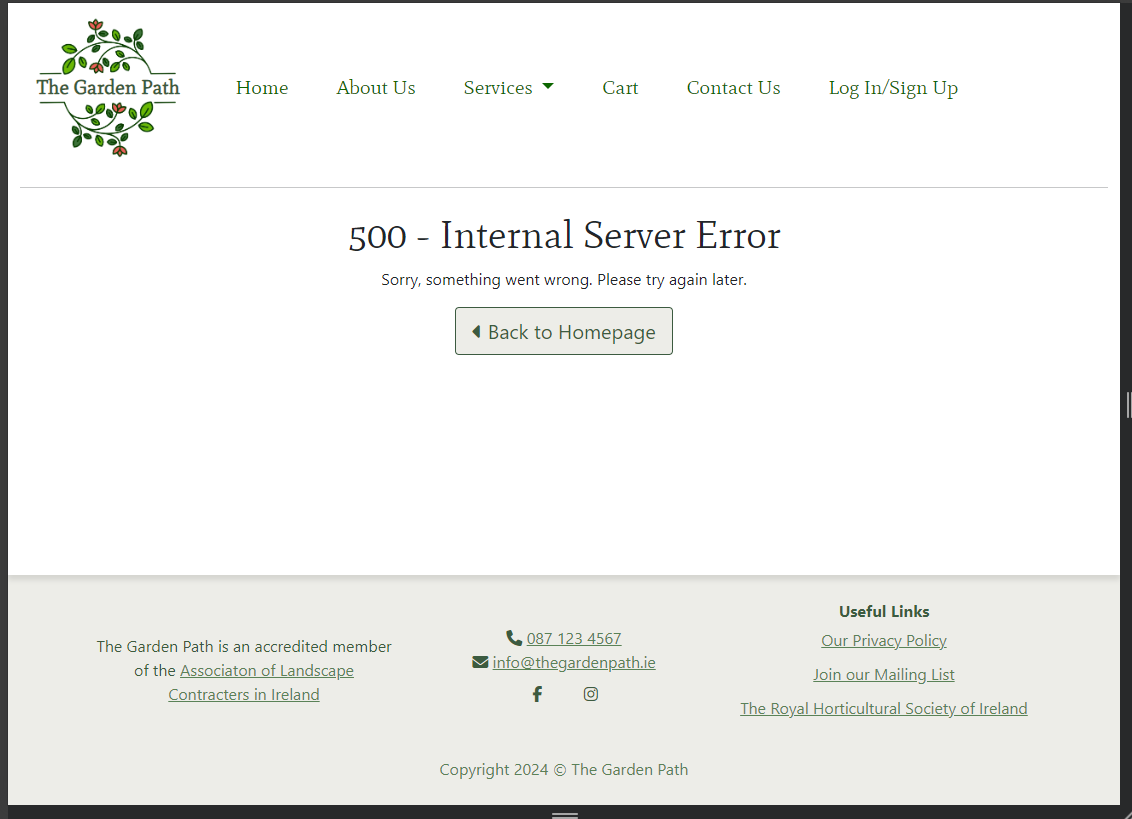 The Garden Path
Home
About Us
Services
Cart
Contact Us
Log In/Sign Up
500 - Internal Server Error
Sorry, something went wrong. Please try again later.
Back to Homepage
The Garden Path is an accredited member
of the Associaton of Landscape
Contracters in Ireland
087 123 4567
info@thegardenpath.ie
Useful Links
Our Privacy Policy
Join our Mailing List
The Royal Horticultural Society of Ireland
Copyright 2024 © The Garden Path